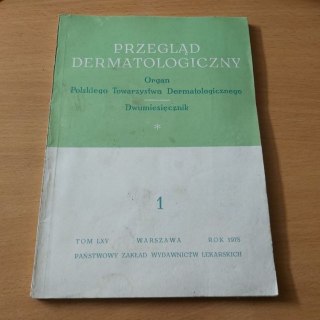 PRZEGLĄD
DERMATOLOGICZNY
Organ
Polskiego Towarzystwa Dermatologicznego
Dwumiesięcznik
*
1
TOM LXV WARSZAWA ROK 1978
PAŃSTWOWY ZAKŁAD WYDAWNICTW LEKARSKICH